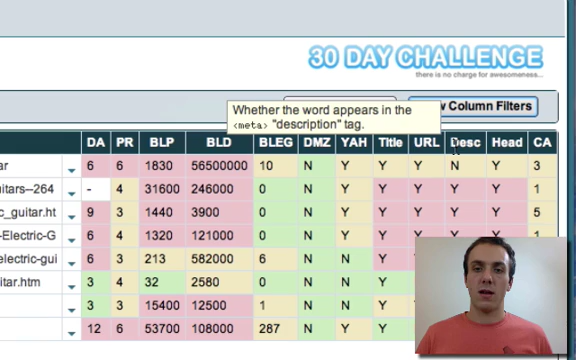 30 DAY CHALLENGE
there is no charge for awesomeness...
Whether the word appears in the
<meta> "description" tag.
Column Filters
DA PR BLP BLD BLEG DMZ YAH Title URL Desc Head CA
ar 6 6 1830 56500000 10 N Y Y Y N Y 3
uitars--264 - 4 31600 246000 0 N Y Y Y Y Y 1
c_guitar.ht 9 3 1440 3900 0 N Y Y Y Y Y 5
-Electric-G 6 4 1320 121000 0 N Y Y Y Y Y 1
electric-gui 6 3 213 582000 6 N N Y
itar.htm 3 4 32 2580 0 N N N
3 3 15400 12500 1 N Y Y
12 6 53700 108000 287 N Y Y